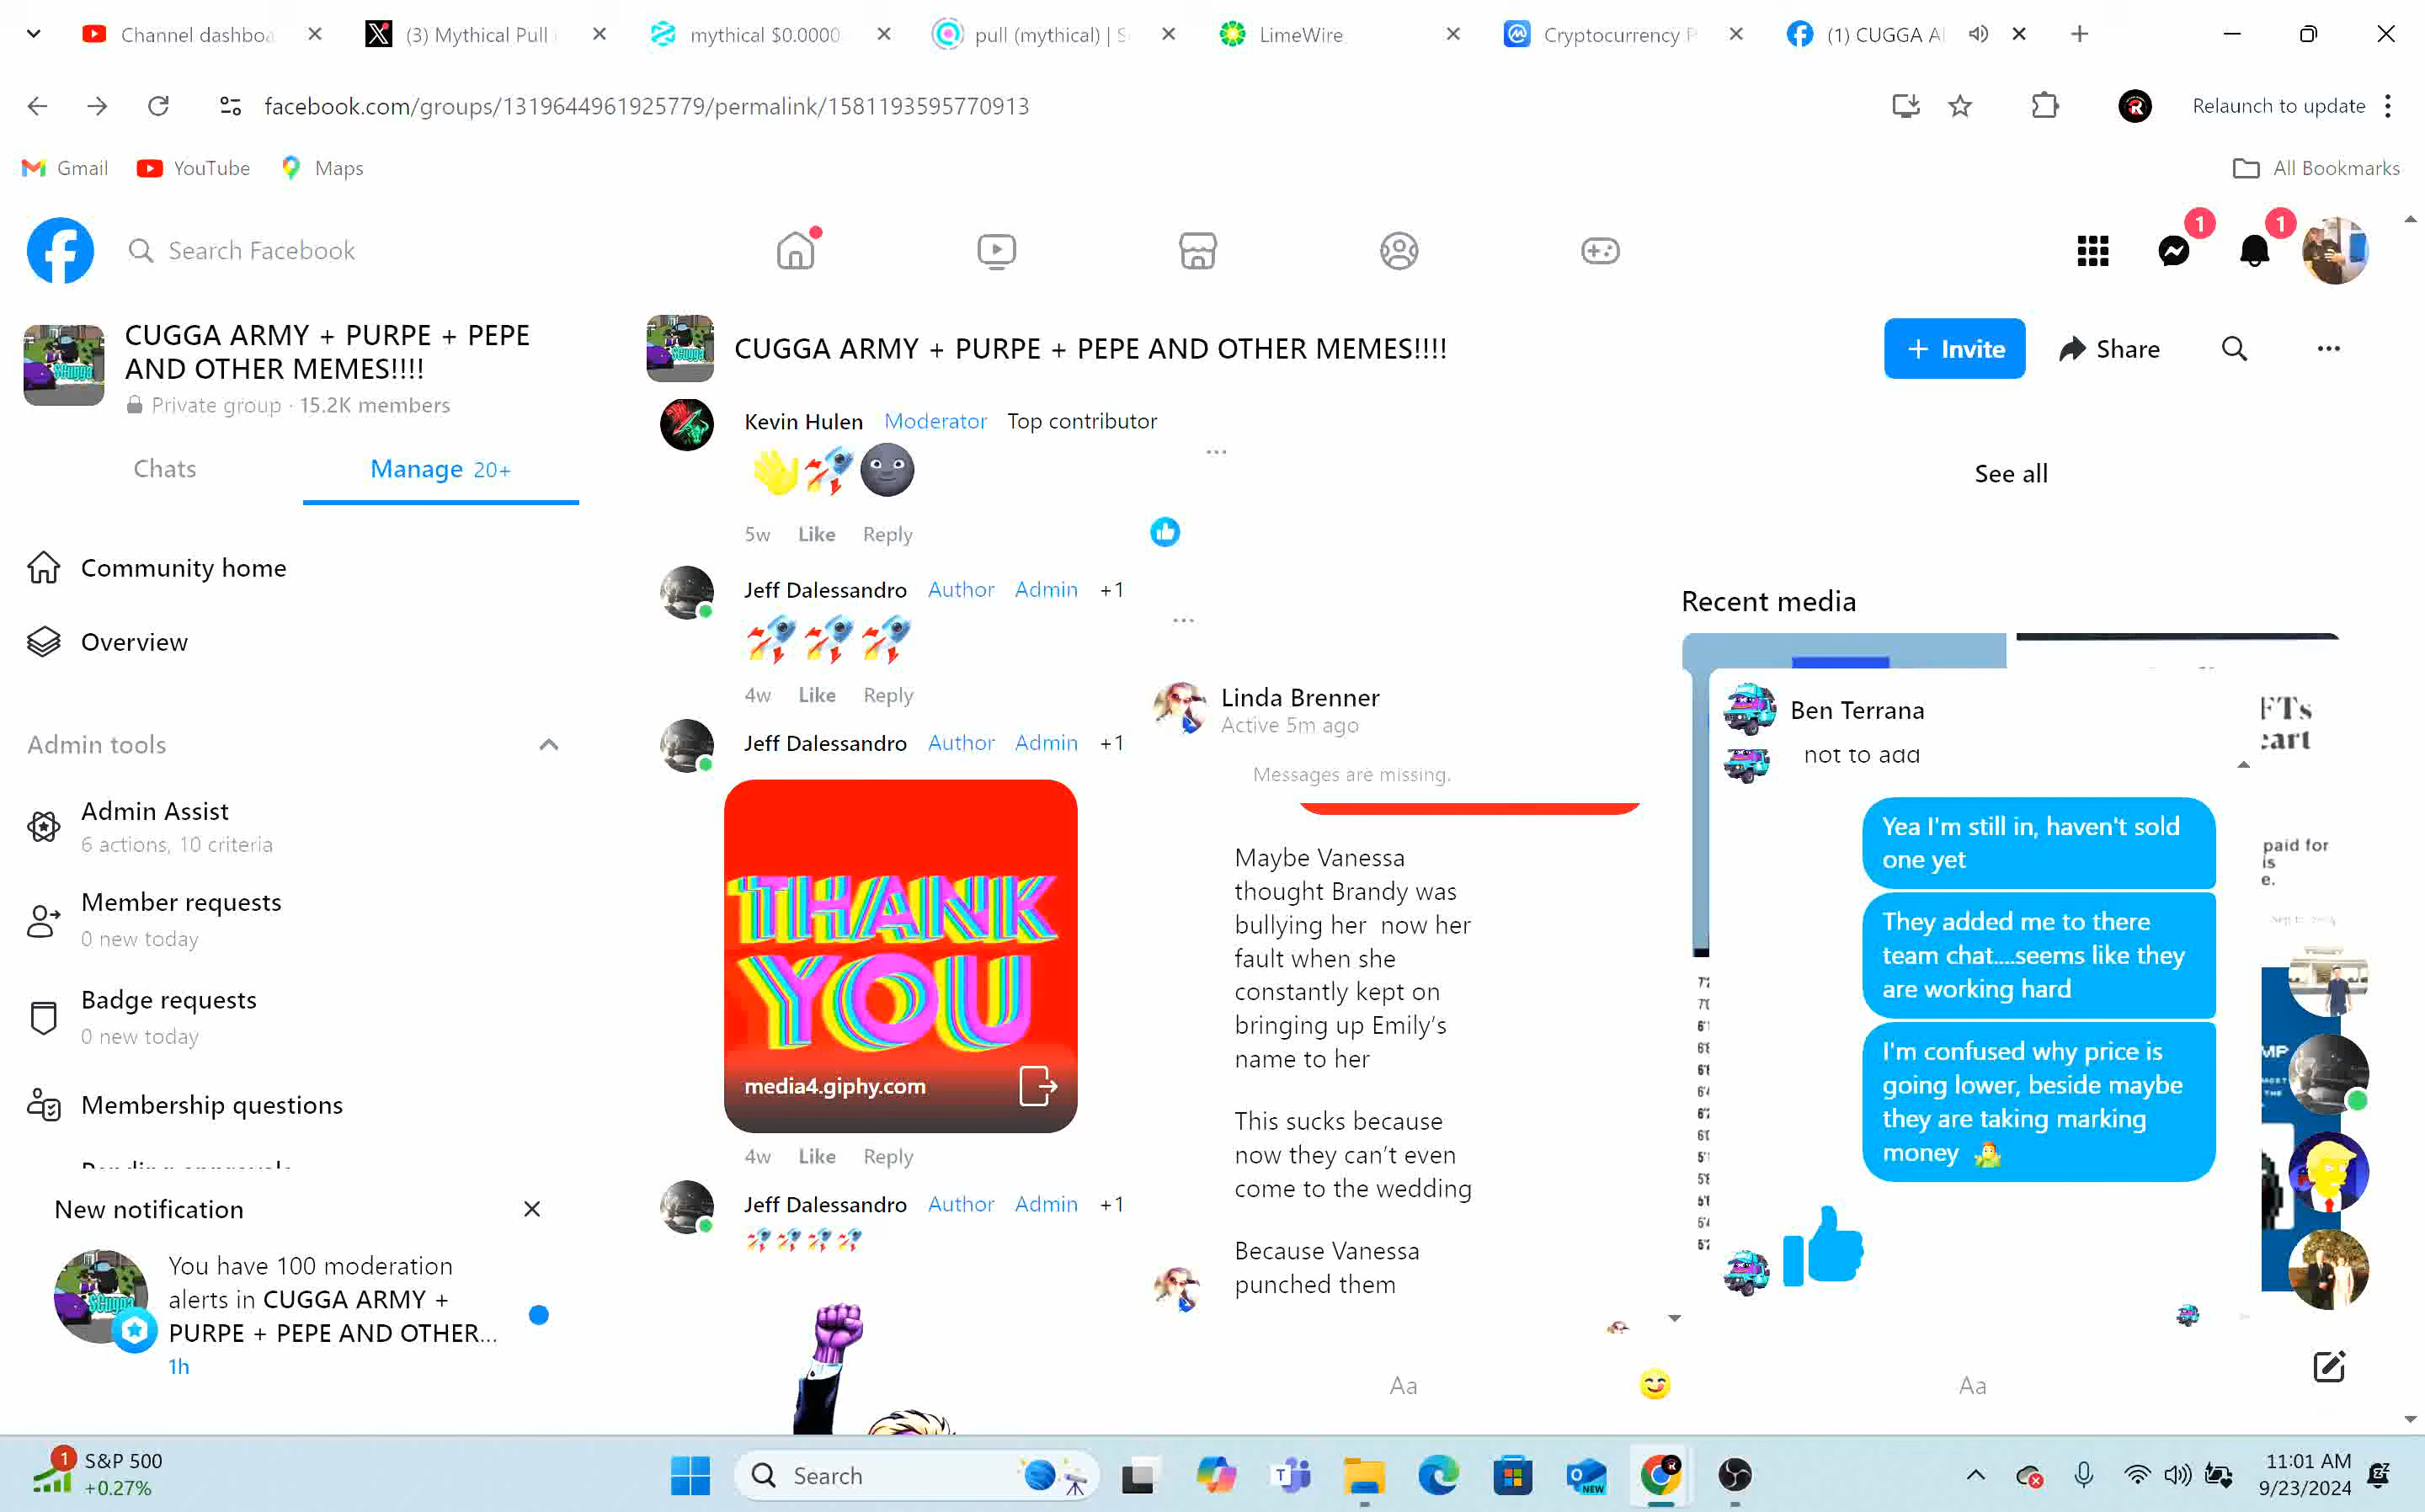 Channel dashboa
(3) Mythical Pull
mythical $0.0000
pull (mythical) | S
LimeWire
Cryptocurrency P
(1) CUGGA A
facebook.com/groups/1319644961925779/permalink/1581193595770913
Relaunch to update
Gmail
YouTube
Maps
All Bookmarks
Search Facebook
1
1
CUGGA ARMY + PURPE + PEPE
AND OTHER MEMES!!!!
Private group · 15.2K members
Chats
Manage 20+
Community home
Overview
Admin tools
Admin Assist
6 actions, 10 criteria
Member requests
0 new today
Badge requests
0 new today
Membership questions
New notification
You have 100 moderation
alerts in CUGGA ARMY +
PURPE + PEPE AND OTHER...
1h
CUGGA ARMY + PURPE + PEPE AND OTHER MEMES!!!!
Invite
Share
Kevin Hulen Moderator Top contributor
5w Like Reply
Jeff Dalessandro Author Admin +1
4w Like Reply
Jeff Dalessandro Author Admin +1
THANK
YOU
media4.giphy.com
4w Like Reply
Jeff Dalessandro Author Admin +1
See all
Recent media
Linda Brenner
Active 5m ago
Messages are missing.
Maybe Vanessa
thought Brandy was
bullying her now her
fault when she
constantly kept on
bringing up Emily's
name to her
This sucks because
now they can't even
come to the wedding
Because Vanessa
punched them
Aa
Ben Terrana
not to add
Yea I'm still in, haven't sold
one yet
They added me to there
team chat....seems like they
are working hard
I'm confused why price is
going lower, beside maybe
they are taking marking
money
Aa
FTs
paid for
S&P 500
+0.27%
1
Search
NEW
11:01 AM
9/23/2024